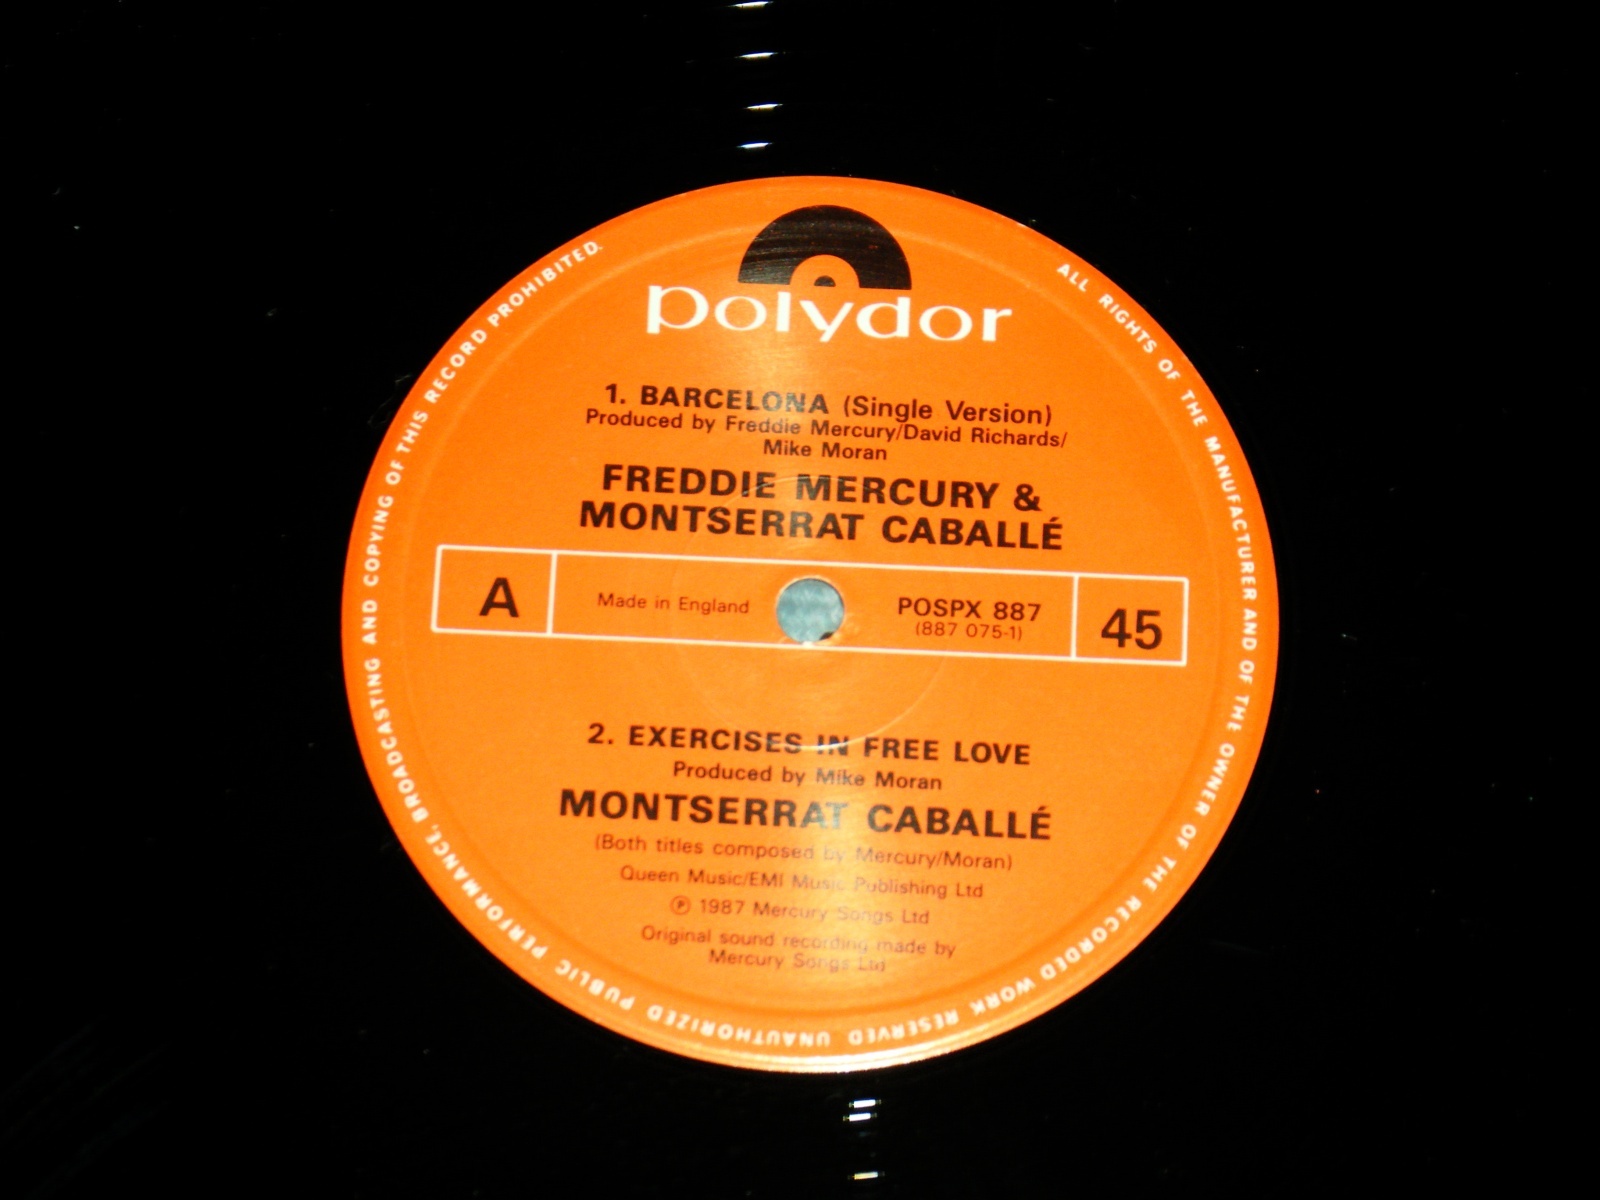 polydor
1. BARCELONA (Single Version)
Produced by Freddie Mercury/David Richards/
Mike Moran
FREDDIE MERCURY &
MONTSERRAT CABALLÉ
A
Made in England
POSPX 887
(887 075-1)
45
2. EXERCISES IN FREE LOVE
Produced by Mike Moran
MONTSERRAT CABALLÉ
(Both titles composed by Mercury/Moran)
Queen Music/EMI Music Publishing Ltd
℗ 1987 Mercury Songs Ltd
Original sound recording made by
Mercury Songs Ltd
ALL RIGHTS OF THE MANUFACTURER AND OF THE OWNER OF THE RECORDED WORK RESERVED UNAUTHORIZED PUBLIC PERFORMANCE, BROADCASTING AND COPYING OF THIS RECORD PROHIBITED.